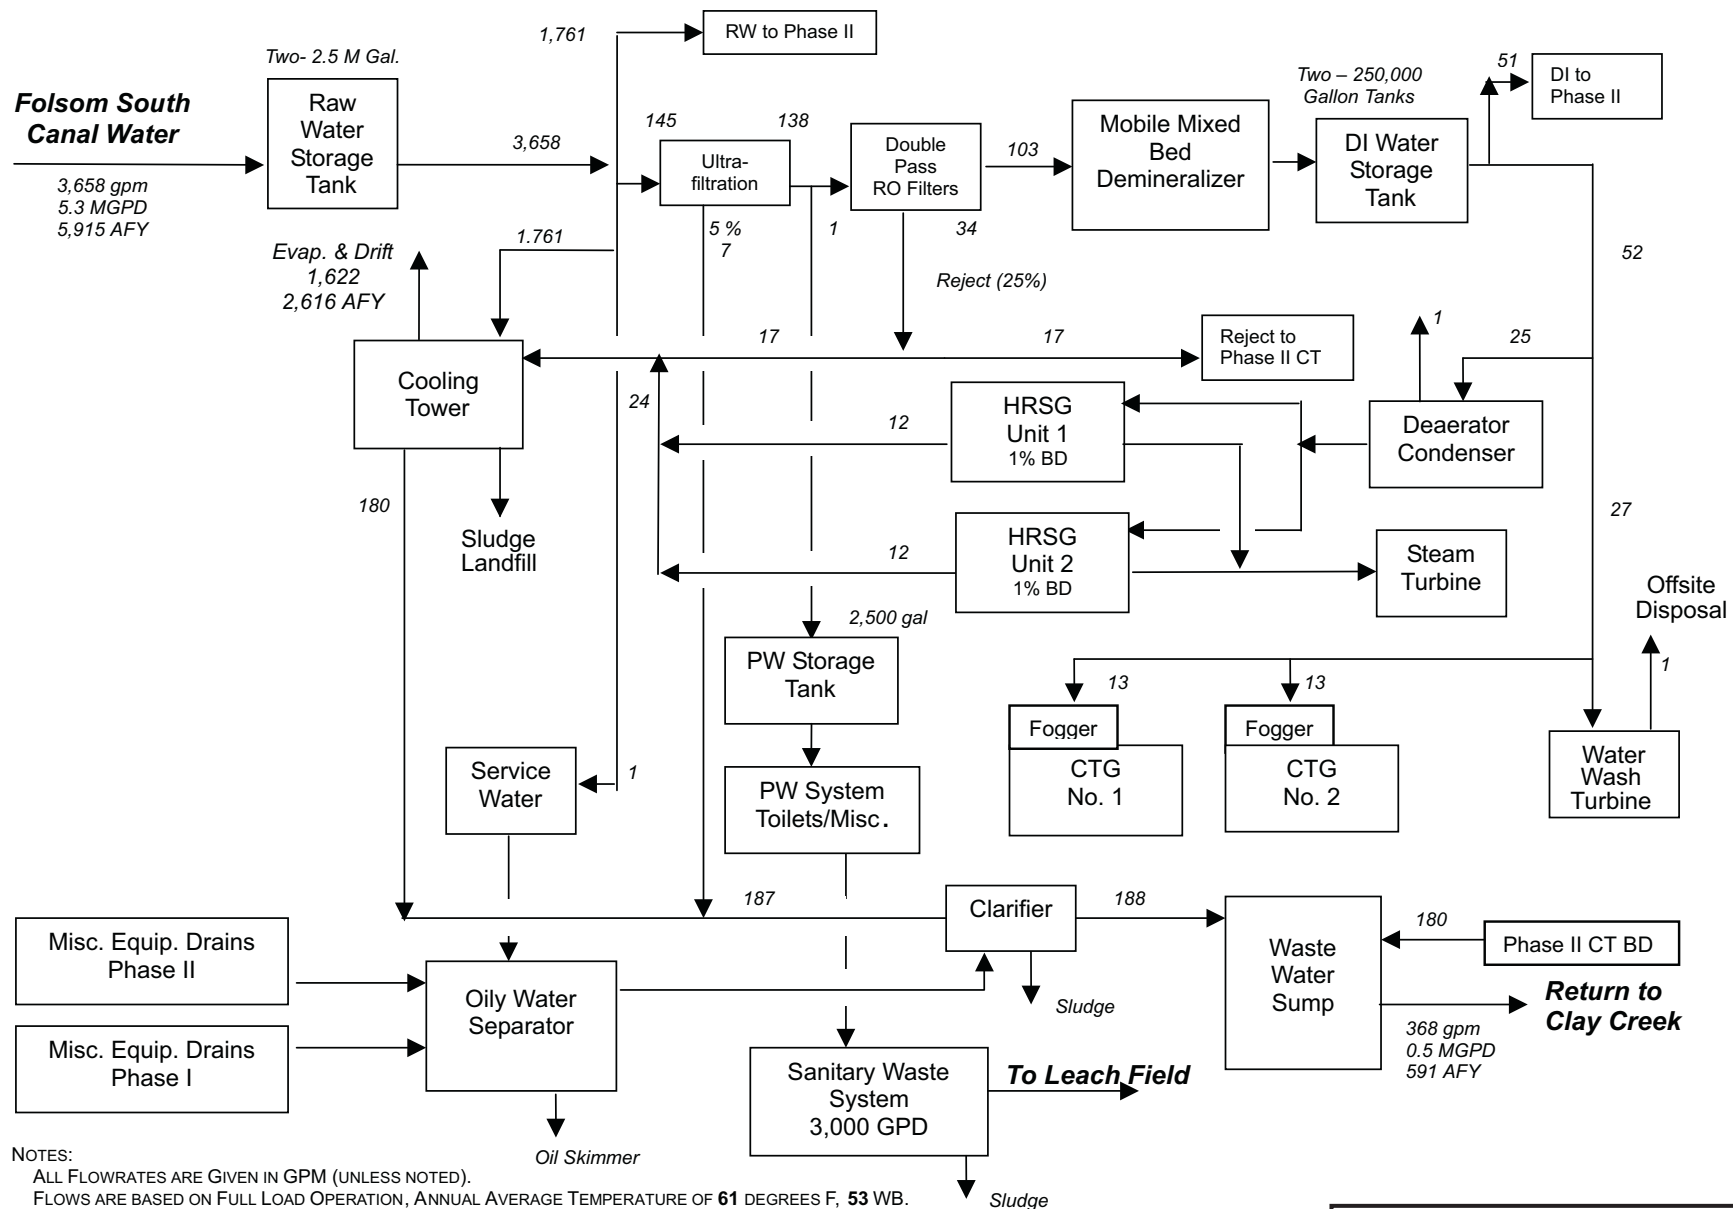 1,761
RW to Phase II
Two- 2.5 M Gal.
Folsom South
Canal Water
Raw
Water
Storage
Tank
3,658
3,658 gpm
5.3 MGPD
5,915 AFY
145
138
Ultra-
filtration
Double
Pass
RO Filters
103
Mobile Mixed
Bed
Demineralizer
Two – 250,000
Gallon Tanks
DI Water
Storage
Tank
51
DI to
Phase II
5 %
7
1
34
Reject (25%)
52
1.761
Evap. & Drift
1,622
2,616 AFY
Cooling
Tower
17
17
Reject to
Phase II CT
1
25
24
12
HRSG
Unit 1
1% BD
Deaerator
Condenser
180
Sludge
Landfill
12
HRSG
Unit 2
1% BD
27
Steam
Turbine
Offsite
Disposal
1
2,500 gal
PW Storage
Tank
13
13
Fogger
CTG
No. 1
Fogger
CTG
No. 2
Water
Wash
Turbine
Service
Water
1
PW System
Toilets/Misc.
187
Clarifier
188
Waste
Water
Sump
180
Phase II CT BD
Misc. Equip. Drains
Phase II
Oily Water
Separator
Sludge
Return to
Clay Creek
368 gpm
0.5 MGPD
591 AFY
Misc. Equip. Drains
Phase I
Sanitary Waste
System
3,000 GPD
To Leach Field
Oil Skimmer
Sludge
NOTES:
ALL FLOWRATES ARE GIVEN IN GPM (UNLESS NOTED).
FLOWS ARE BASED ON FULL LOAD OPERATION, ANNUAL AVERAGE TEMPERATURE OF 61 DEGREES F, 53 WB.